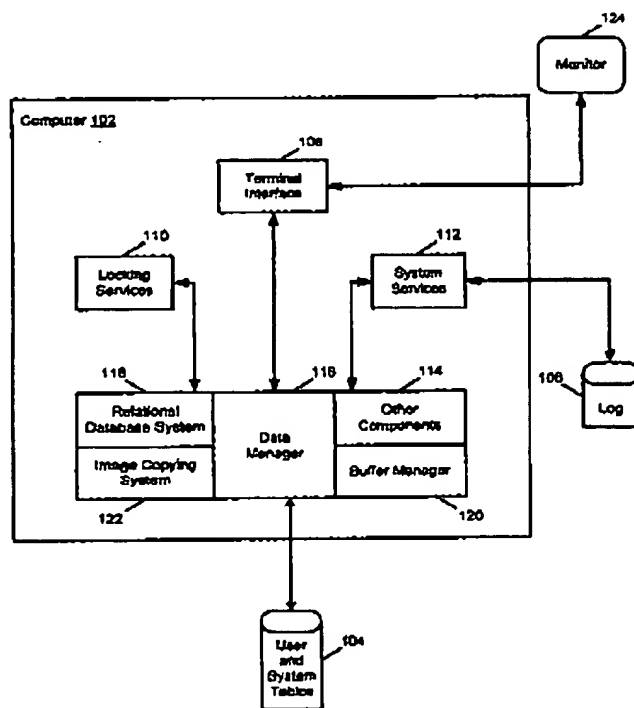 124
Monitor
Computer 102
108
Terminal
Interface
110
112
Locking
Services
System
Services
118
116
114
106
Log
Relational
Database System
Data
Manager
Other
Components
Image Copying
System
Buffer Manager
122
120
104
User
and
System
Tables